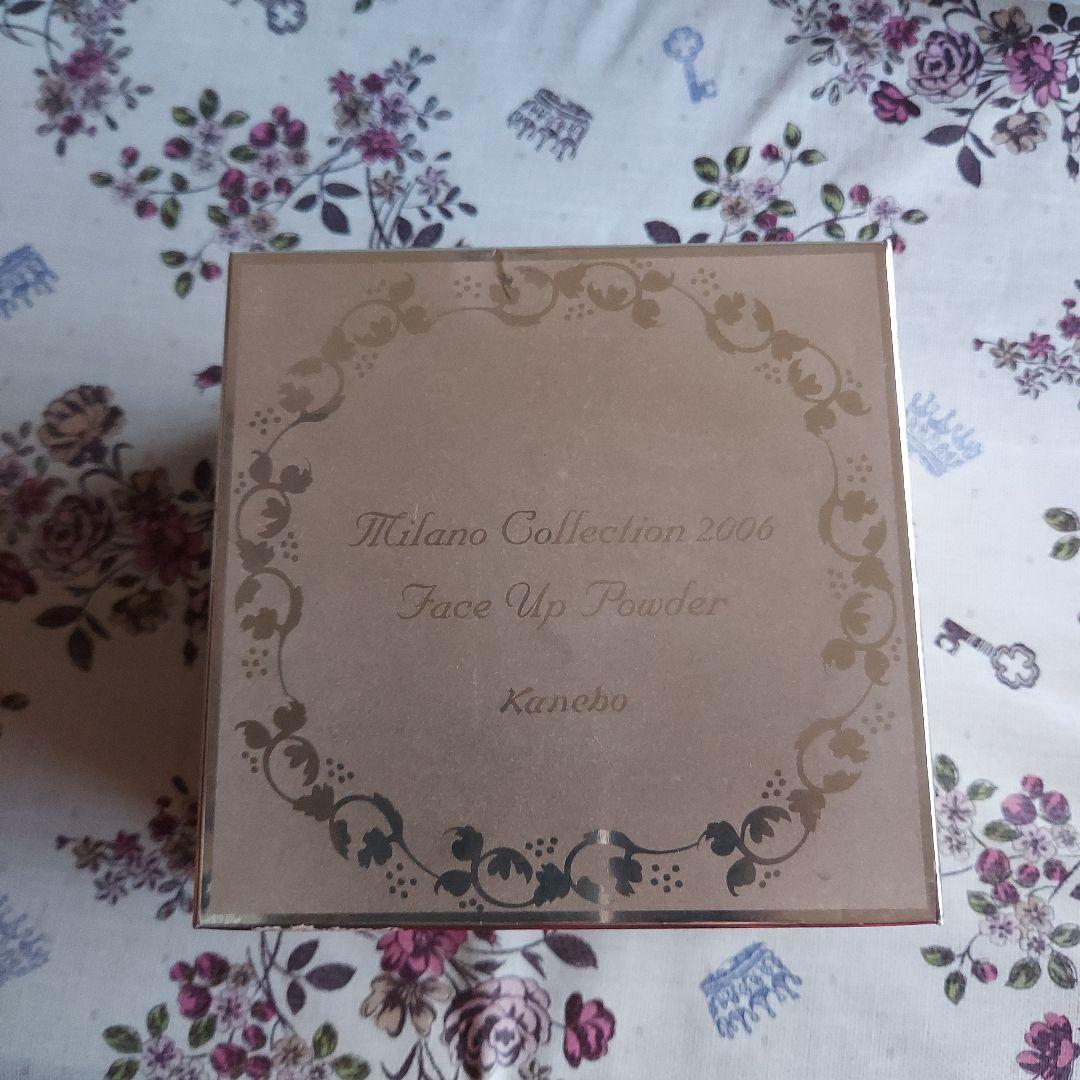 Milano Collection 2006
Face Up Powder
Kanebo